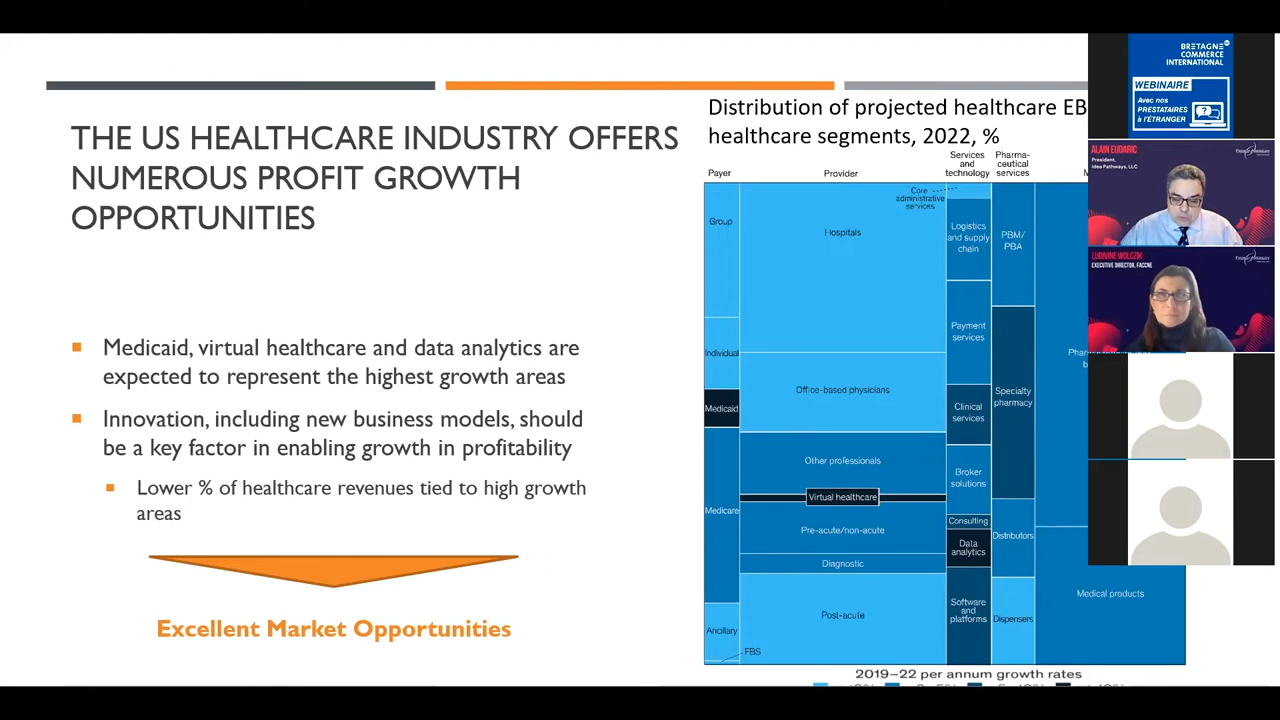 THE US HEALTHCARE INDUSTRY OFFERS
NUMEROUS PROFIT GROWTH
OPPORTUNITIES
Medicaid, virtual healthcare and data analytics are
expected to represent the highest growth areas
Innovation, including new business models, should
be a key factor in enabling growth in profitability
Lower % of healthcare revenues tied to high growth
areas
Excellent Market Opportunities
Distribution of projected healthcare
healthcare segments, 2022, %
Payer
Provider
Services
and
technology
Pharma-
ceutical
services
Group
Individual
Medicaid
Medicare
Ancillary
FBS
Hospitals
Office-based physicians
Other professionals
Virtual healthcare
Pre-acute/non-acute
Diagnostic
Post-acute
Core
administrative
services
Logistics
and supply
chain
Payment
services
Clinical
services
Broker
solutions
Consulting
Data
analytics
Software
and
platforms
PBM/
PBA
Specialty
pharmacy
Distributors
Dispensers
Medical products
2019–22 per annum growth rates
BRETAGNE
COMMERCE
INTERNATIONAL
WEBINAIRE
Avec nos
PRESTATAIRES
à l'ÉTRANGER
ALAIN EUDARIC
President,
Idea Pathways, LLC
LUDIVINE WOLCZIK
EXECUTIVE DIRECTOR, FACCNE